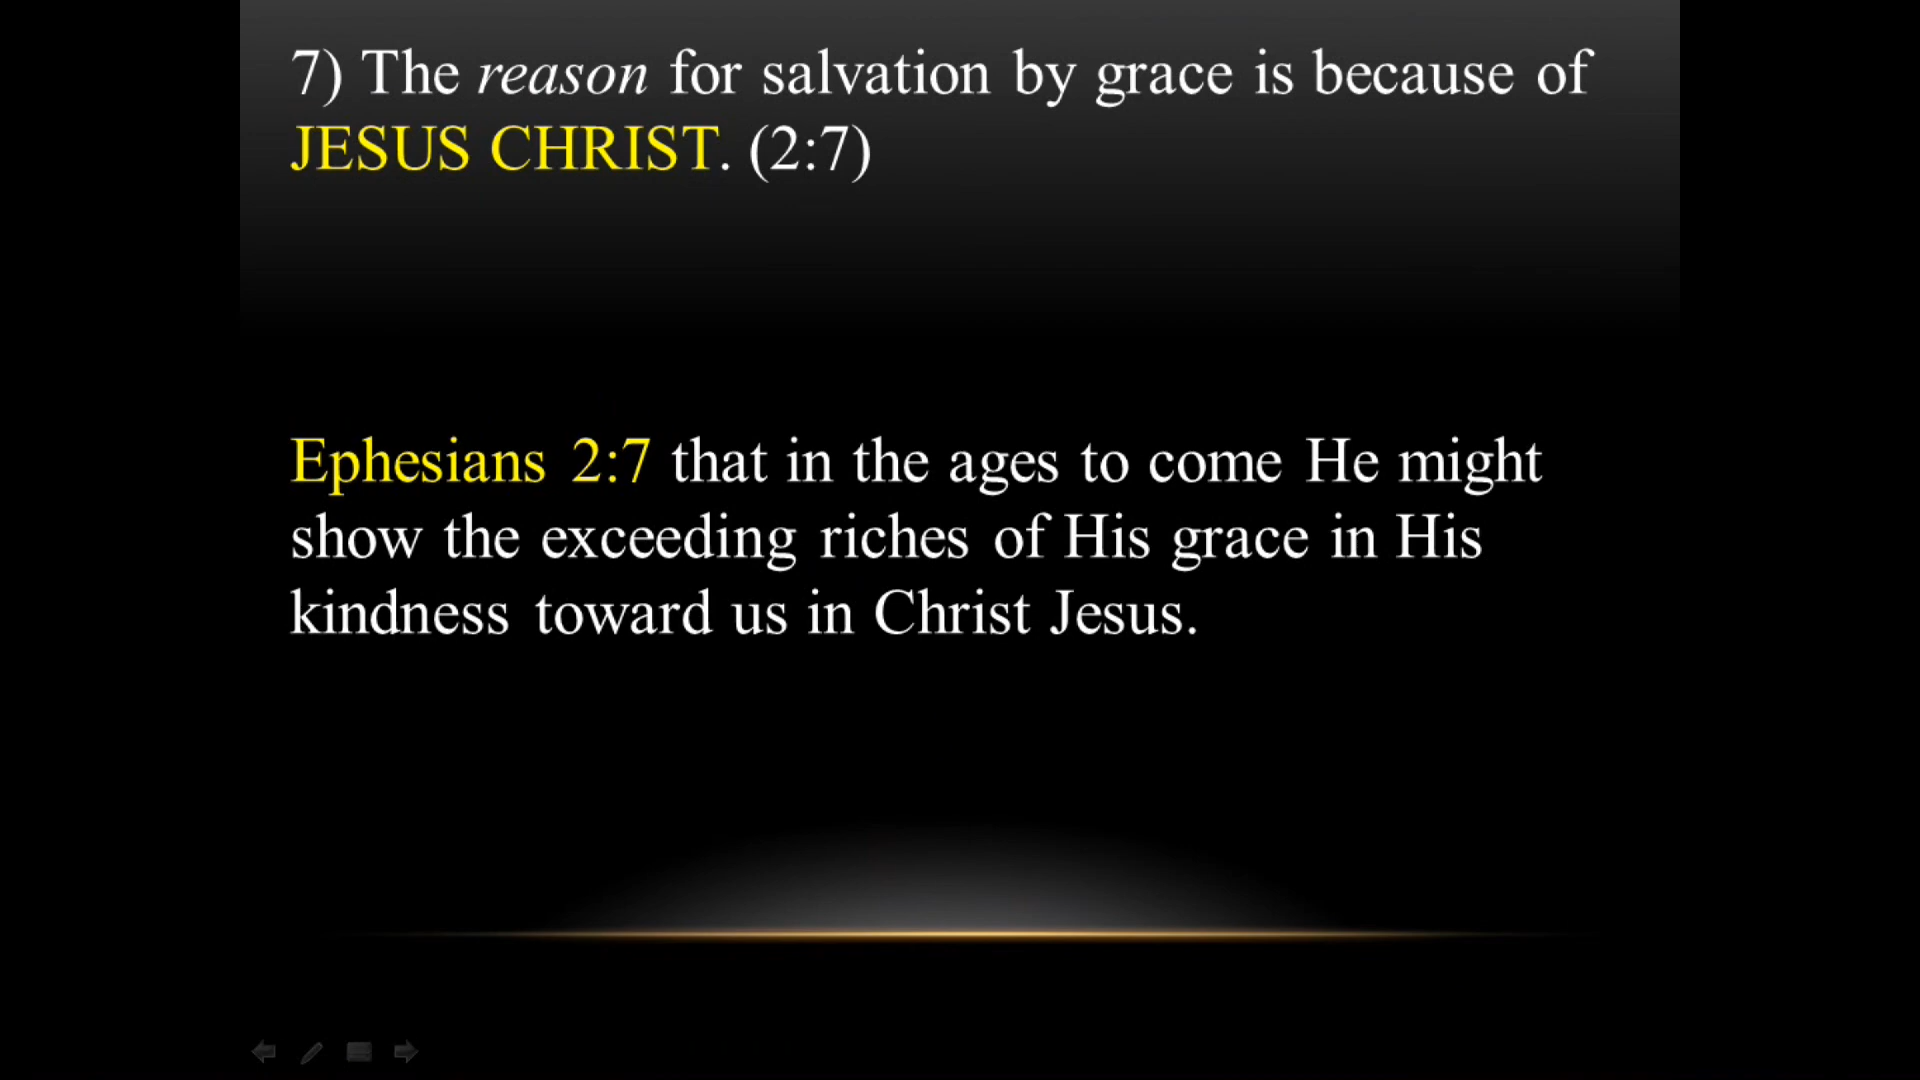 7) The reason for salvation by grace is because of
JESUS CHRIST. (2:7)
Ephesians 2:7 that in the ages to come He might
show the exceeding riches of His grace in His
kindness toward us in Christ Jesus.